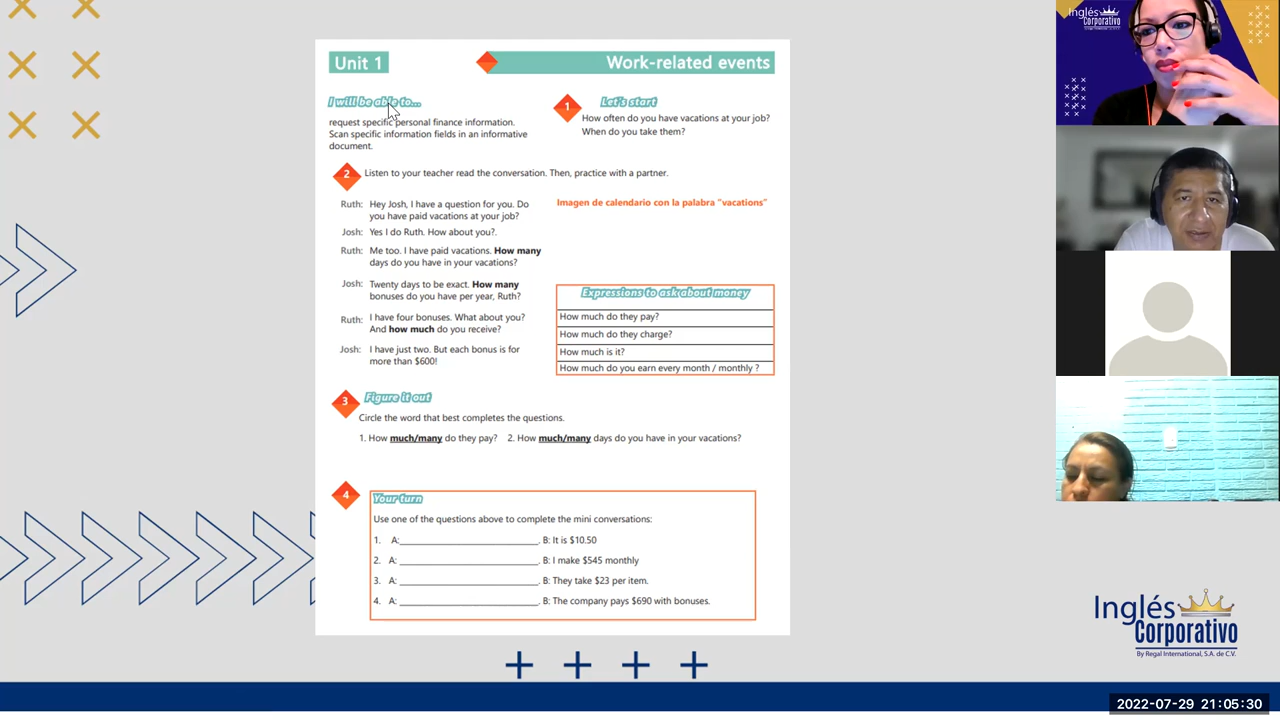 Unit 1
Work-related events
I will be able to...
request specific personal finance information.
Scan specific information fields in an informative
document.
1
Let's start
How often do you have vacations at your job?
When do you take them?
2
Listen to your teacher read the conversation. Then, practice with a partner.
Ruth: Hey Josh, I have a question for you. Do
you have paid vacations at your job?
Josh: Yes I do Ruth. How about you?.
Ruth: Me too. I have paid vacations. How many
days do you have in your vacations?
Josh: Twenty days to be exact. How many
bonuses do you have per year, Ruth?
Ruth: I have four bonuses. What about you?
And how much do you receive?
Josh: I have just two. But each bonus is for
more than $600!
Imagen de calendario con la palabra "vacations"
Expressions to ask about money
How much do they pay?
How much do they charge?
How much is it?
How much do you earn every month / monthly ?
3
Figure it out
Circle the word that best completes the questions.
1. How much/many do they pay? 2. How much/many days do you have in your vacations?
4
Your turn
Use one of the questions above to complete the mini conversations:
1. A:____________________________. B: It is $10.50
2. A: ____________________________. B: I make $545 monthly
3. A: ____________________________. B: They take $23 per item.
4. A: ____________________________. B: The company pays $690 with bonuses.
Inglés
Corporativo
Inglés
Corporativo
By Regal International, S.A. de C.V.
2022-07-29 21:05:30